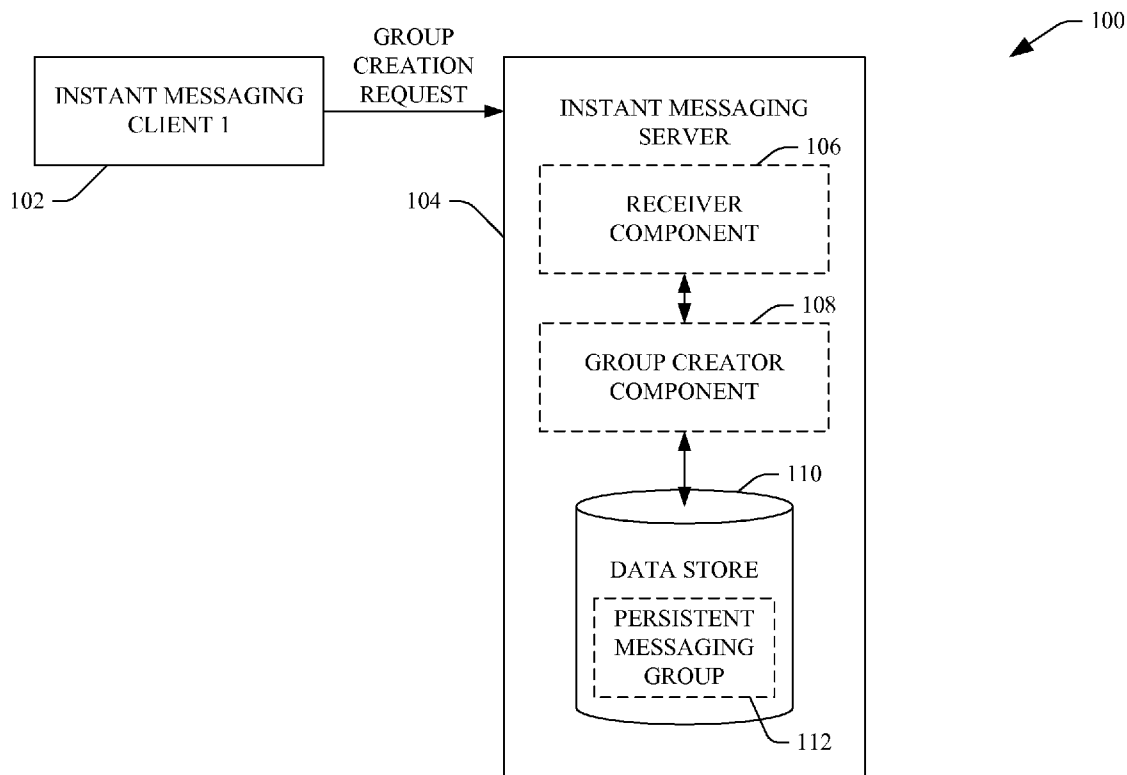 100
GROUP
CREATION
REQUEST
INSTANT MESSAGING
CLIENT 1
102
INSTANT MESSAGING
SERVER
104
106
RECEIVER
COMPONENT
108
GROUP CREATOR
COMPONENT
110
DATA STORE
PERSISTENT
MESSAGING
GROUP
112